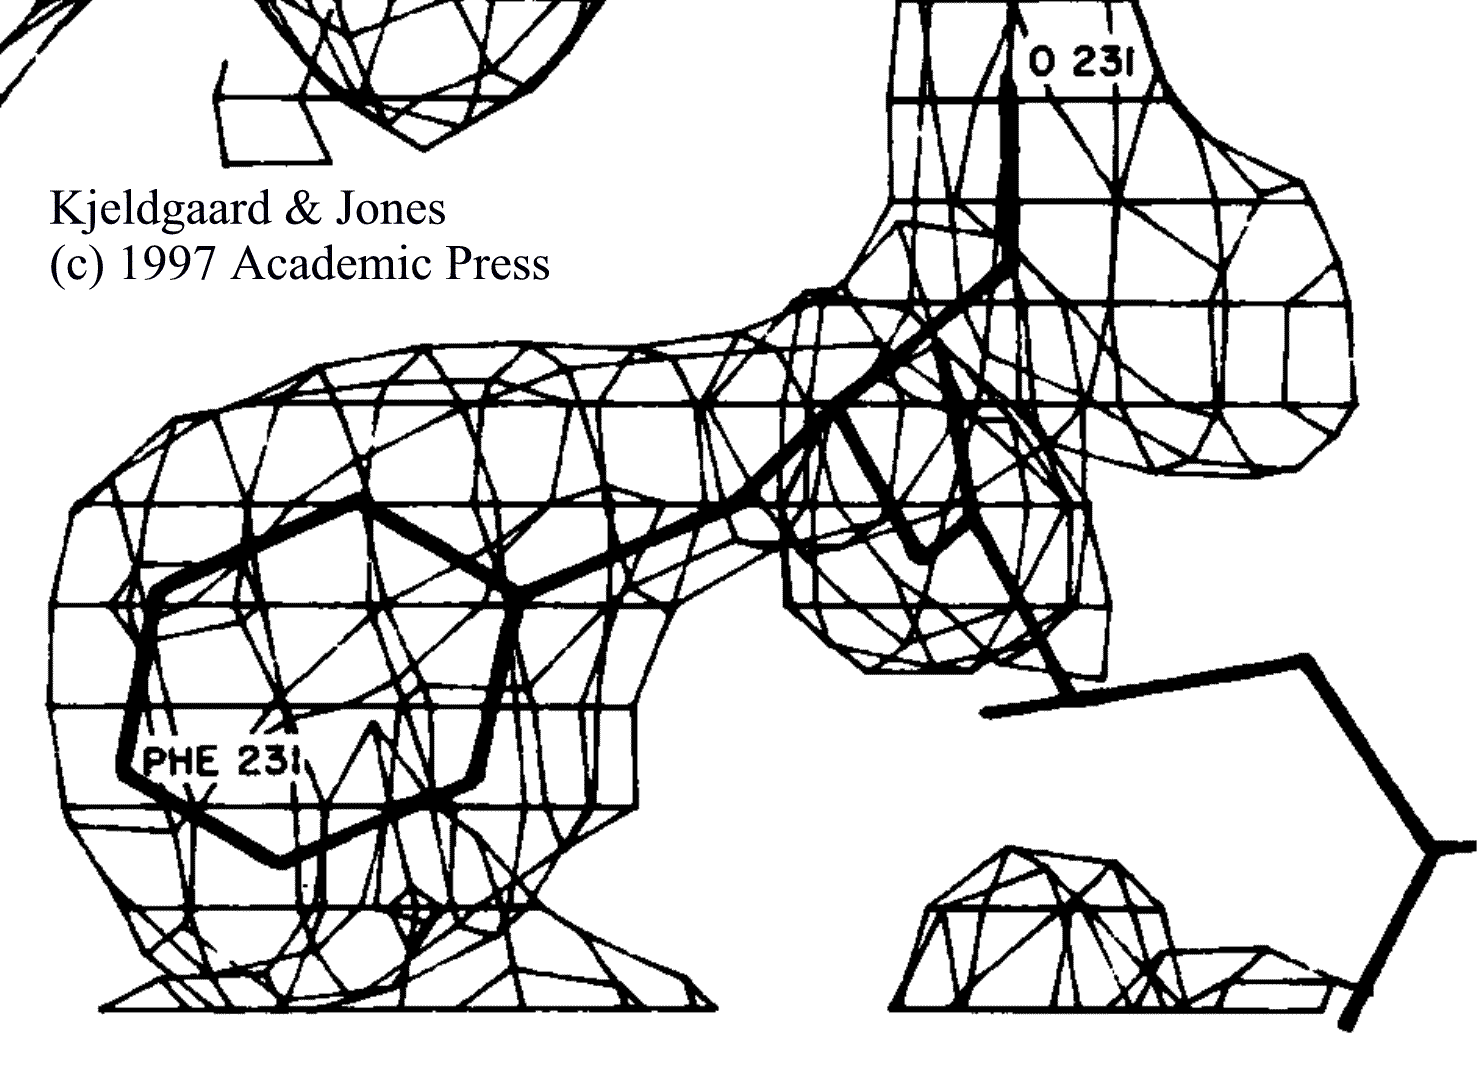 O 231
Kjeldgaard & Jones
(c) 1997 Academic Press
PHE 231